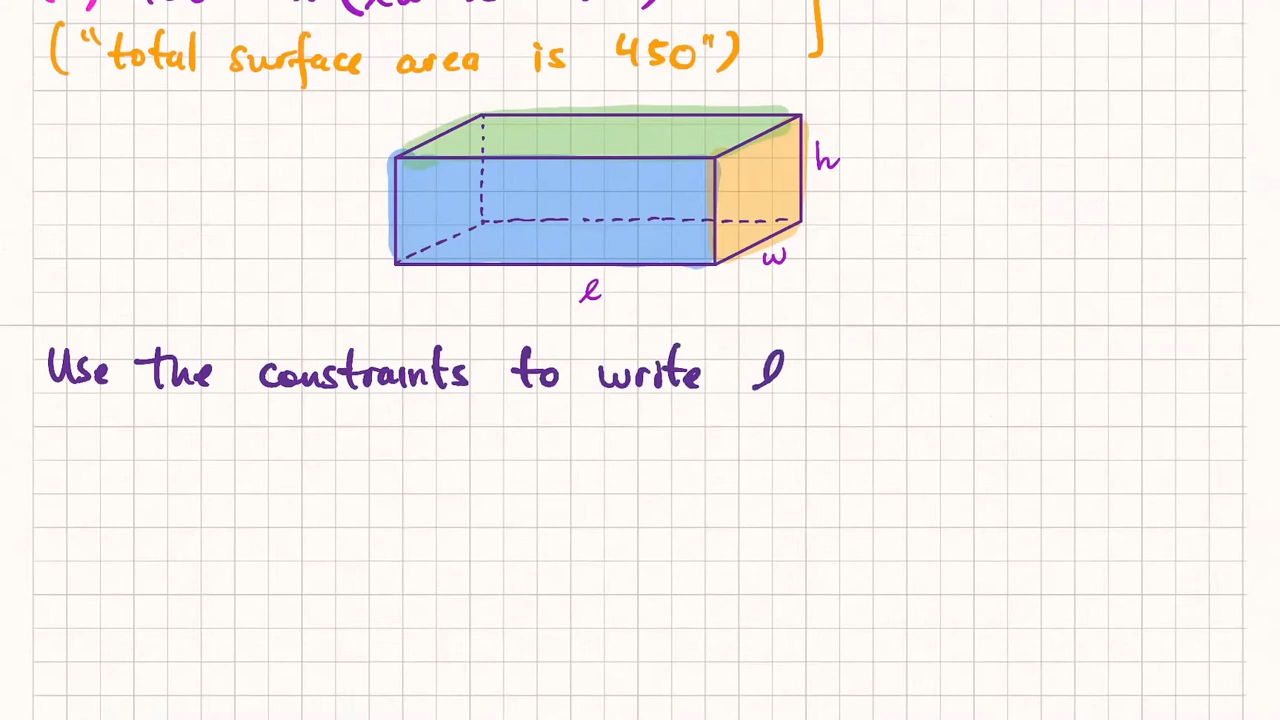 ("total surface area is 450")
h
w
l
Use the constraints to write l